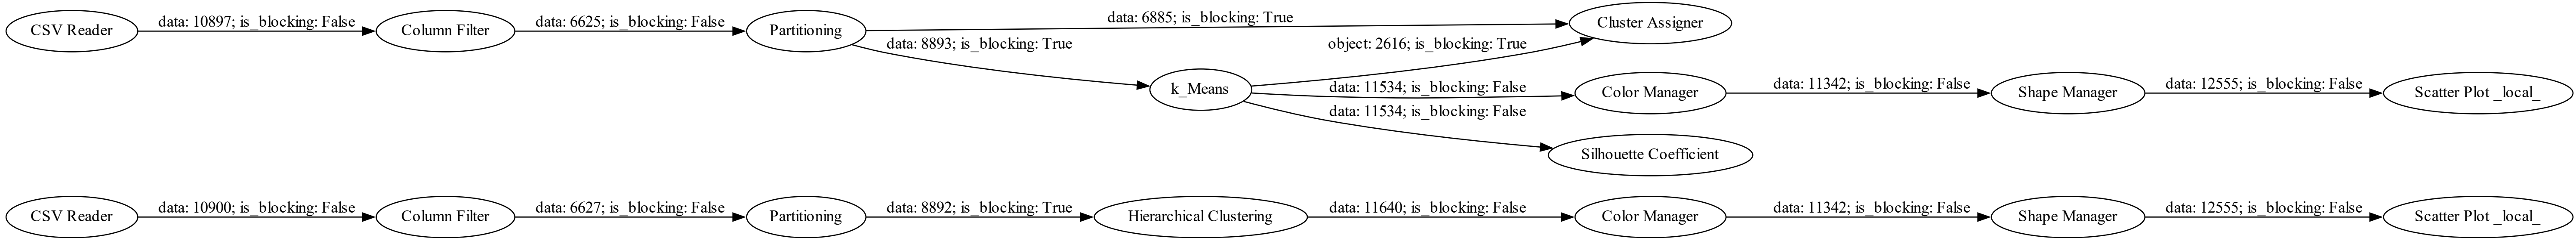 CSV Reader
data: 10897; is_blocking: False
Column Filter
data: 6625; is_blocking: False
Partitioning
data: 6885; is_blocking: True
Cluster Assigner
data: 8893; is_blocking: True
object: 2616; is_blocking: True
k_Means
data: 11534; is_blocking: False
Color Manager
data: 11342; is_blocking: False
Shape Manager
data: 12555; is_blocking: False
Scatter Plot _local_
data: 11534; is_blocking: False
Silhouette Coefficient
CSV Reader
data: 10900; is_blocking: False
Column Filter
data: 6627; is_blocking: False
Partitioning
data: 8892; is_blocking: True
Hierarchical Clustering
data: 11640; is_blocking: False
Color Manager
data: 11342; is_blocking: False
Shape Manager
data: 12555; is_blocking: False
Scatter Plot _local_